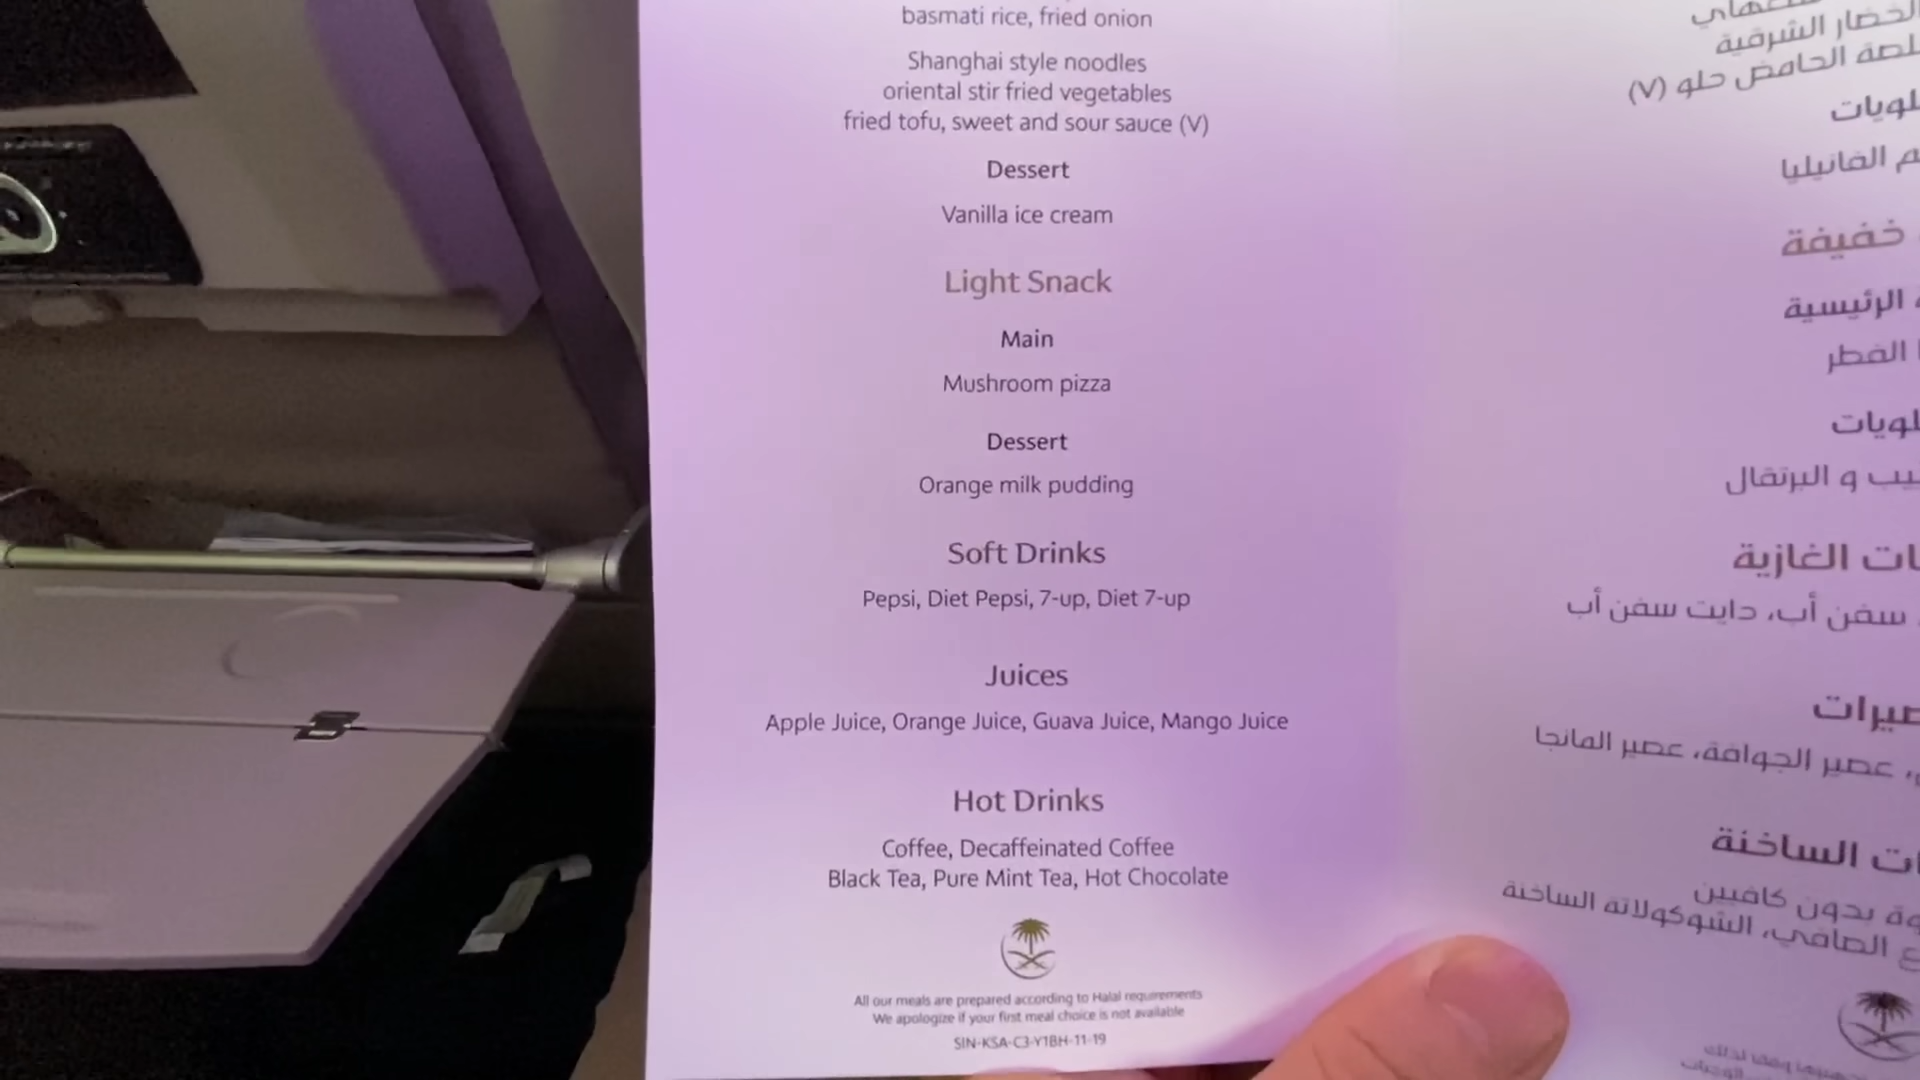 basmati rice, fried onion
Shanghai style noodles
oriental stir fried vegetables
fried tofu, sweet and sour sauce (V)
Dessert
Vanilla ice cream
Light Snack
Main
Mushroom pizza
Dessert
Orange milk pudding
Soft Drinks
Pepsi, Diet Pepsi, 7-up, Diet 7-up
Juices
Apple Juice, Orange Juice, Guava Juice, Mango Juice
Hot Drinks
Coffee, Decaffeinated Coffee
Black Tea, Pure Mint Tea, Hot Chocolate
All our meals are prepared according to Halal requirements
We apologize if your first meal choice is not available
SIN-KSA-C3-Y1BH-11-19
الشرقية
الحامض حلو (V)
الفانيليا
خفيفة
الرئيسية
الفطر
و البرتقال
الغازية
سفن أب، دايت سفن أب
عصير الجوافة، عصير المانجا
الساخنة
بدون كافيين
الصافي، الشوكولاته الساخنة